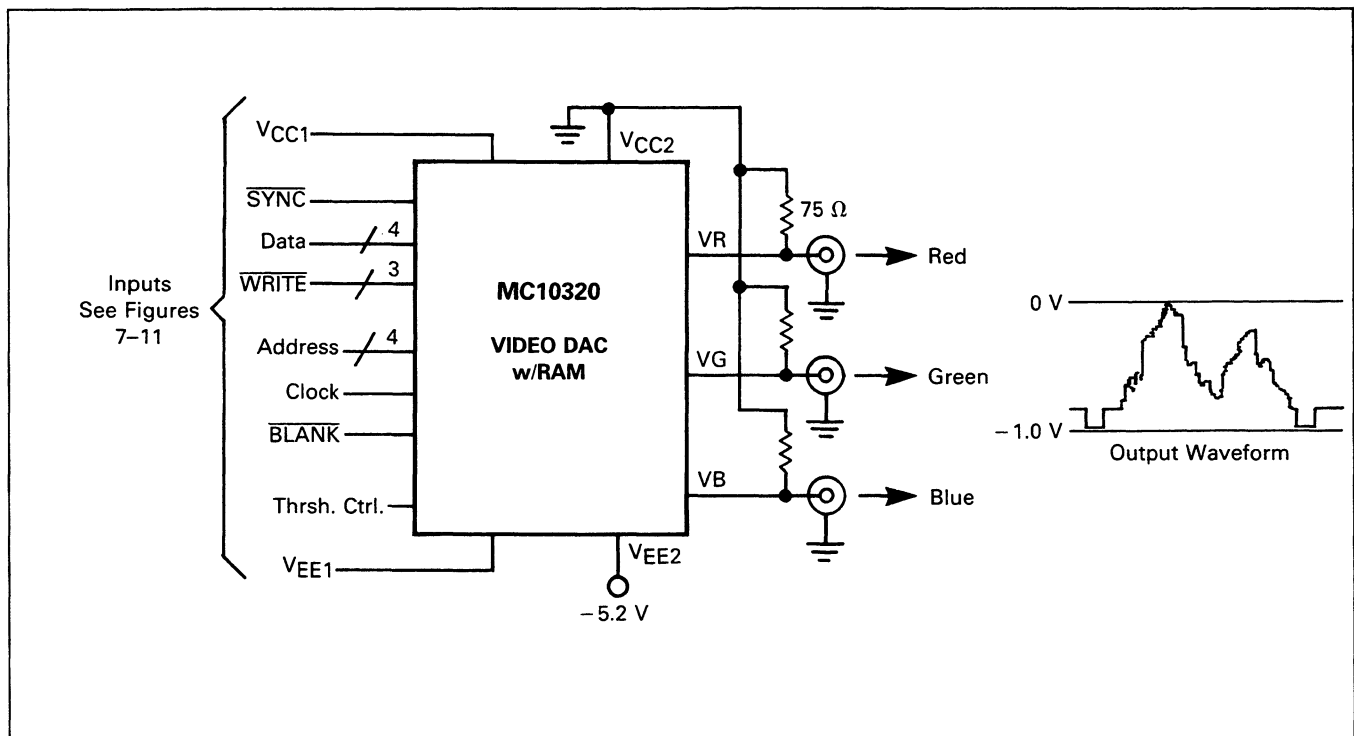 VCC1
SYNC
Data 4
WRITE 3
Inputs
See Figures
7–11
Address 4
Clock
BLANK
Thrsh. Ctrl.
VEE1
MC10320
VIDEO DAC
w/RAM
VCC2
75 Ω
VR
Red
VG
Green
VB
Blue
VEE2
−5.2 V
0 V
−1.0 V
Output Waveform